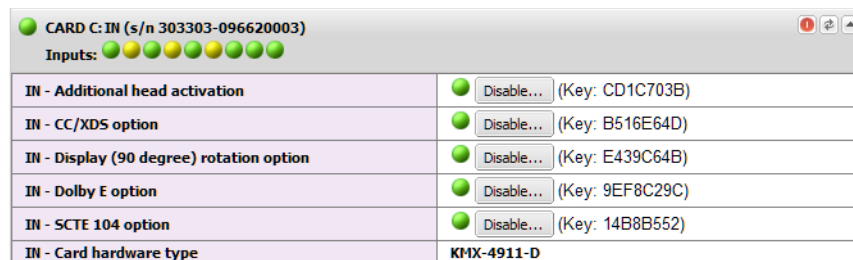 CARD C: IN (s/n 303303-096620003)
Inputs:
IN - Additional head activation Disable... (Key: CD1C703B)
IN - CC/XDS option Disable... (Key: B516E64D)
IN - Display (90 degree) rotation option Disable... (Key: E439C64B)
IN - Dolby E option Disable... (Key: 9EF8C29C)
IN - SCTE 104 option Disable... (Key: 14B8B552)
IN - Card hardware type KMX-4911-D